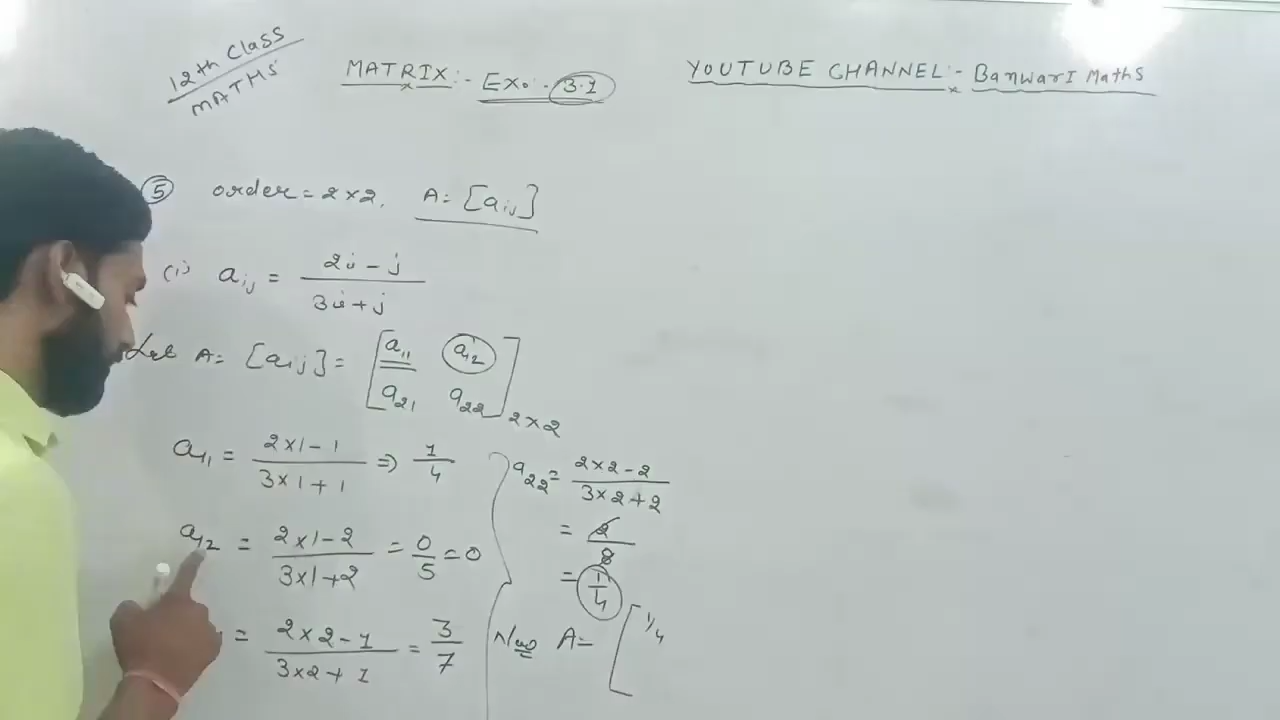 12th Class
MATHS
MATRIX:- Exo:- 3.1
YOUTUBE CHANNEL:- BanwarI Maths
(5) order = 2×2, A = [aij]
(i) aij = (2i - j)/(3i + j)
Let A = [aij] = [a11 a12
a21 a22] 2×2
a11 = (2×1-1)/(3×1+1) ⇒ 1/4
a12 = (2×1-2)/(3×1+2) = 0/5 = 0
= (2×2-1)/(3×2+1) = 3/7
a22 = (2×2-2)/(3×2+2)
= 2/8
= 1/4
Now A = [ 1/4